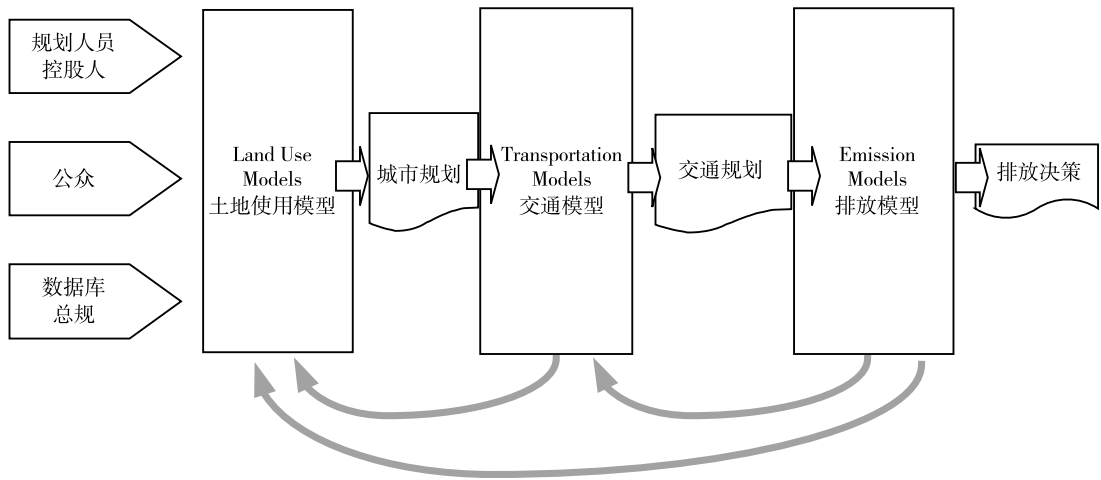 规划人员
控股人
公众
数据库
总规
Land Use
Models
土地使用模型
城市规划
Transportation
Models
交通模型
交通规划
Emission
Models
排放模型
排放决策